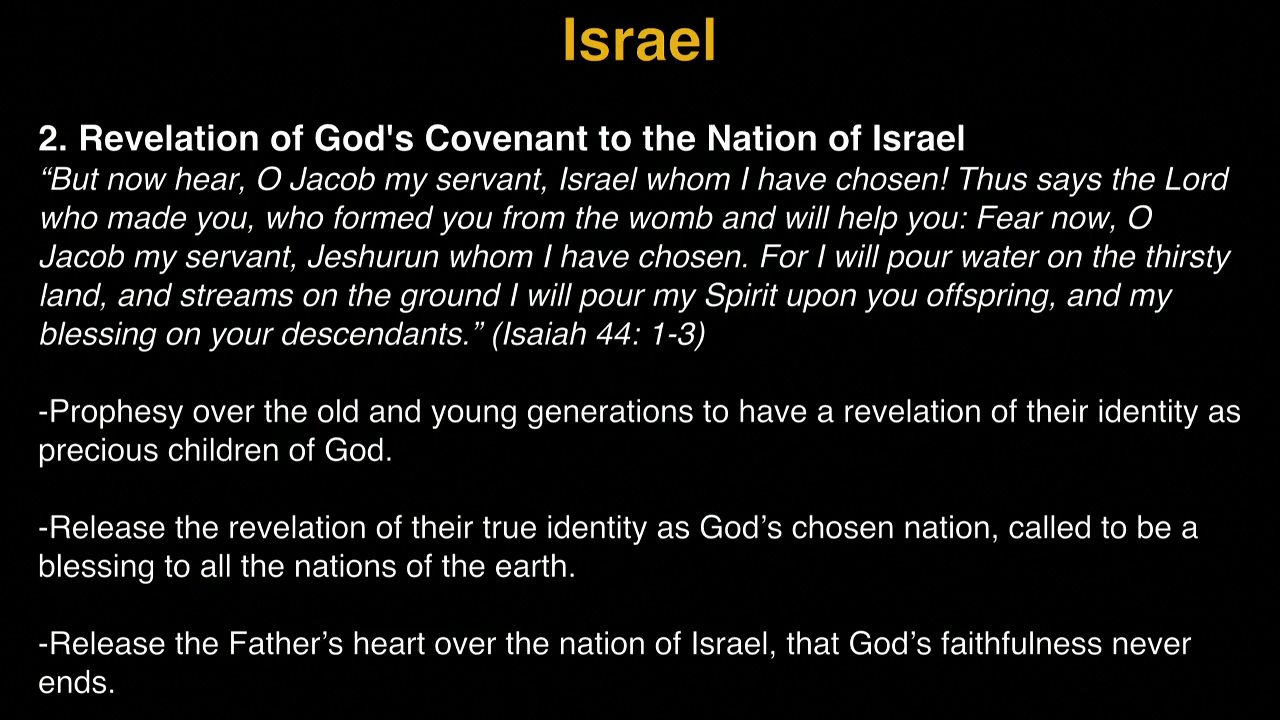 Israel
2. Revelation of God's Covenant to the Nation of Israel
“But now hear, O Jacob my servant, Israel whom I have chosen! Thus says the Lord
who made you, who formed you from the womb and will help you: Fear now, O
Jacob my servant, Jeshurun whom I have chosen. For I will pour water on the thirsty
land, and streams on the ground I will pour my Spirit upon you offspring, and my
blessing on your descendants.” (Isaiah 44: 1-3)
-Prophesy over the old and young generations to have a revelation of their identity as
precious children of God.
-Release the revelation of their true identity as God’s chosen nation, called to be a
blessing to all the nations of the earth.
-Release the Father’s heart over the nation of Israel, that God’s faithfulness never
ends.